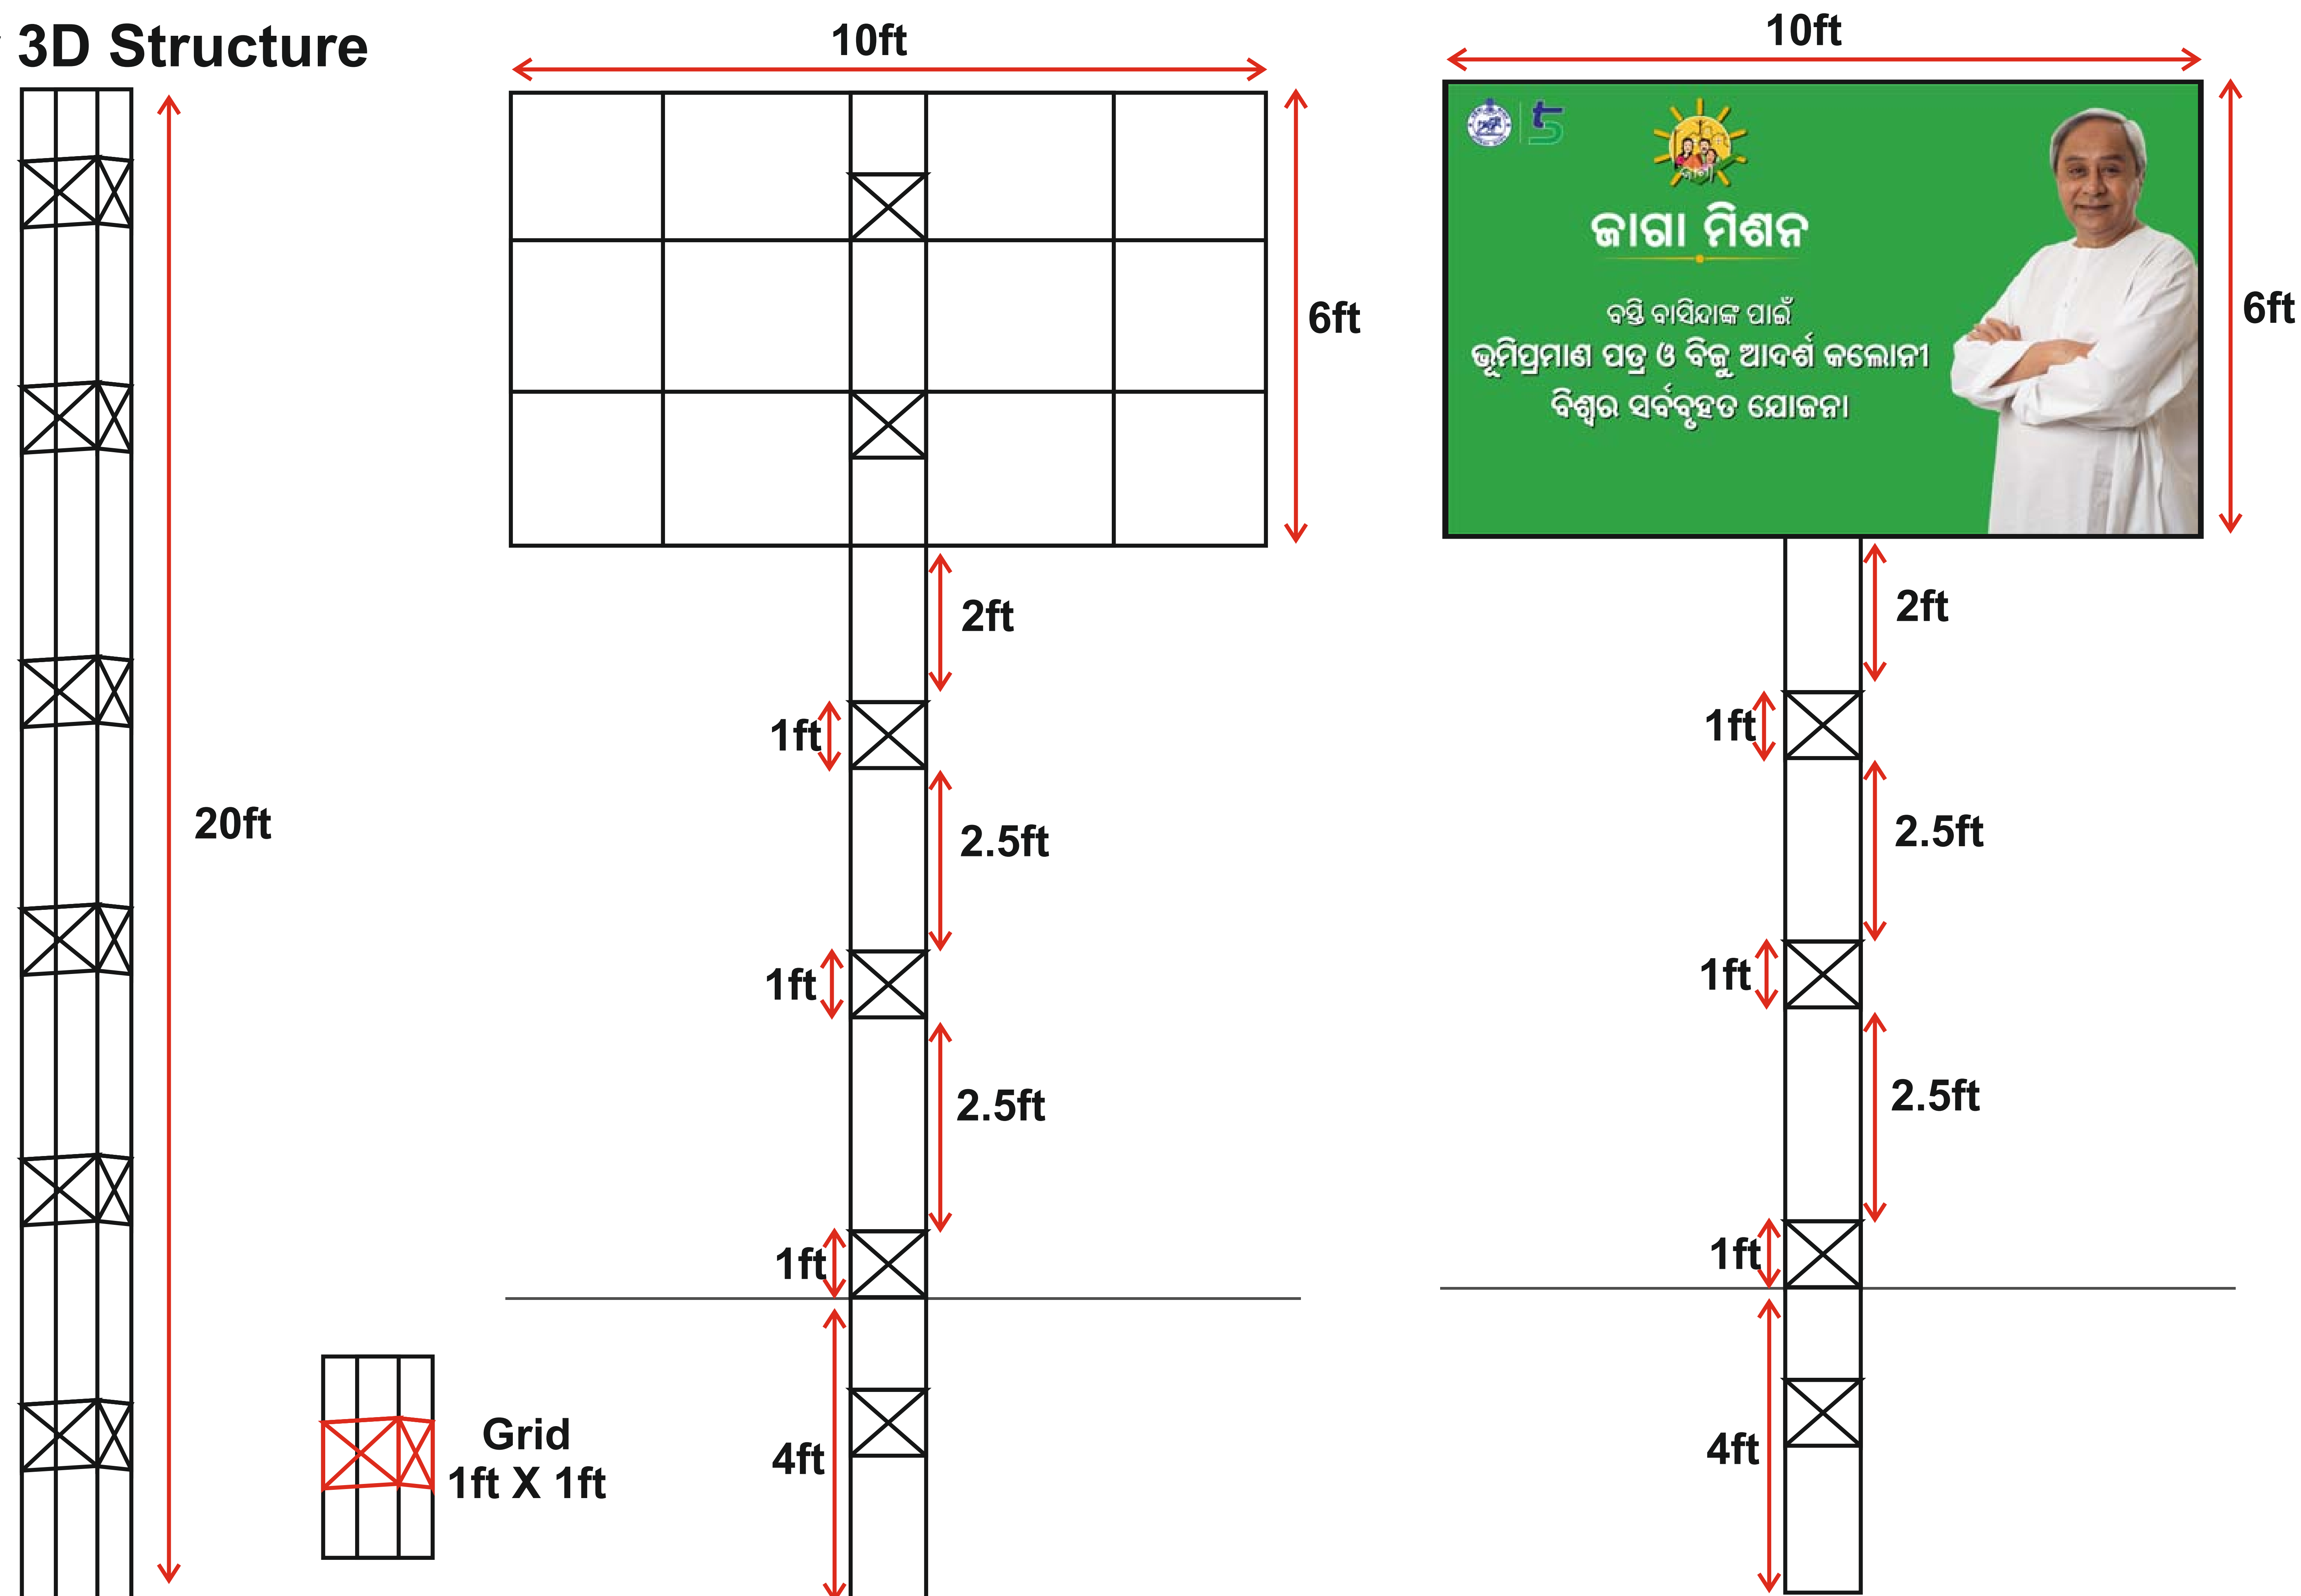 3D Structure
20ft
Grid
1ft X 1ft
10ft
6ft
2ft
1ft
2.5ft
1ft
2.5ft
1ft
4ft
10ft
6ft
t5
ଜାଗା
ଜାଗା ମିଶନ
ବସ୍ତି ବାସିନ୍ଦାଙ୍କ ପାଇଁ
ଭୂମିପ୍ରମାଣ ପତ୍ର ଓ ବିଜୁ ଆଦର୍ଶ କଲୋନୀ
ବିଶ୍ୱର ସର୍ବବୃହତ ଯୋଜନା
2ft
1ft
2.5ft
1ft
2.5ft
1ft
4ft